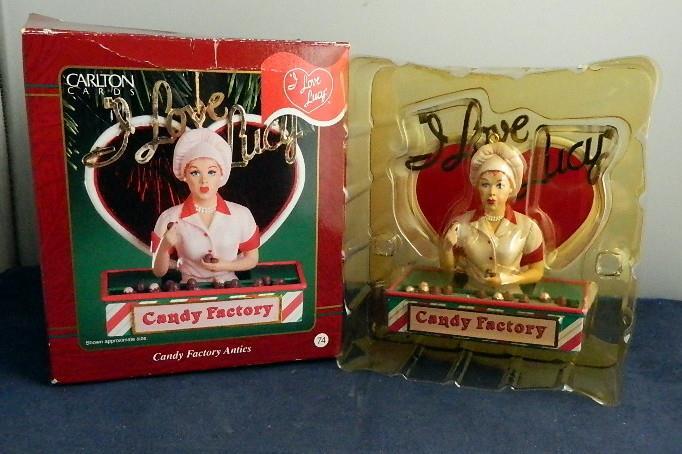 CARLTON
CARDS
I Love
Lucy
I Love
Lucy
Candy Factory
Shown approximate size
Candy Factory Antics
74
I Love
Lucy
Candy Factory